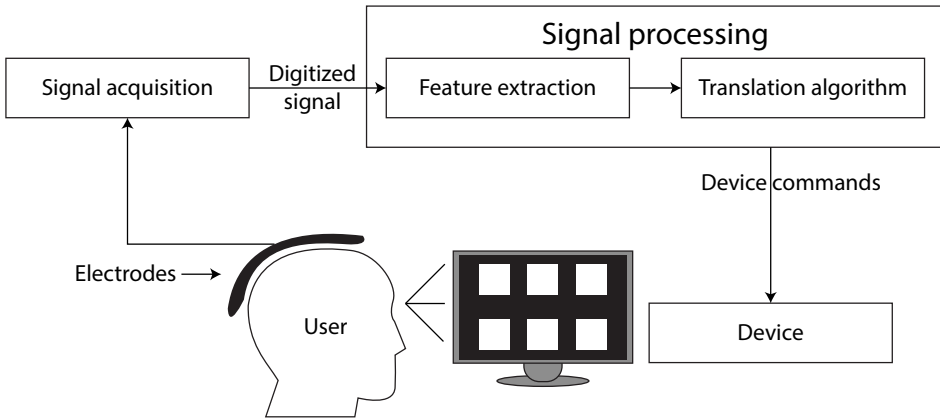 Signal processing
Signal acquisition
Digitized
signal
Feature extraction
Translation algorithm
Device commands
Electrodes
User
Device